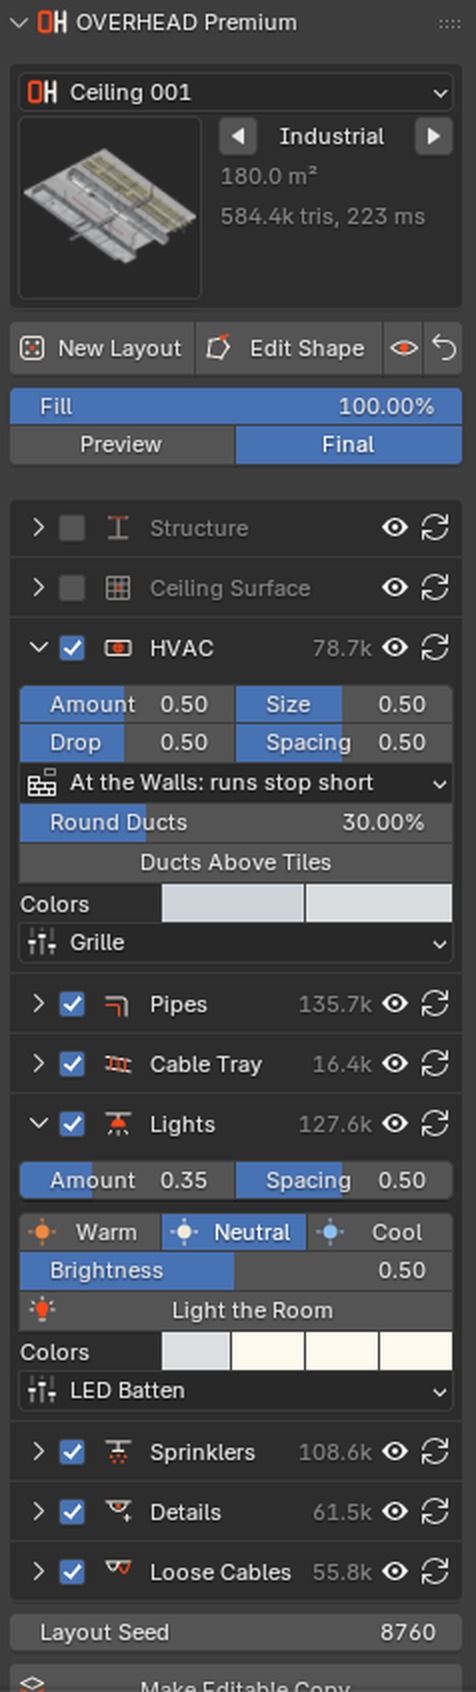 OH OVERHEAD Premium
OH Ceiling 001
Industrial
180.0 m²
584.4k tris, 223 ms
New Layout Edit Shape
Fill 100.00%
Preview Final
Structure
Ceiling Surface
HVAC 78.7k
Amount 0.50 Size 0.50
Drop 0.50 Spacing 0.50
At the Walls: runs stop short
Round Ducts 30.00%
Ducts Above Tiles
Colors
Grille
Pipes 135.7k
Cable Tray 16.4k
Lights 127.6k
Amount 0.35 Spacing 0.50
Warm Neutral Cool
Brightness 0.50
Light the Room
Colors
LED Batten
Sprinklers 108.6k
Details 61.5k
Loose Cables 55.8k
Layout Seed 8760
Make Editable Copy